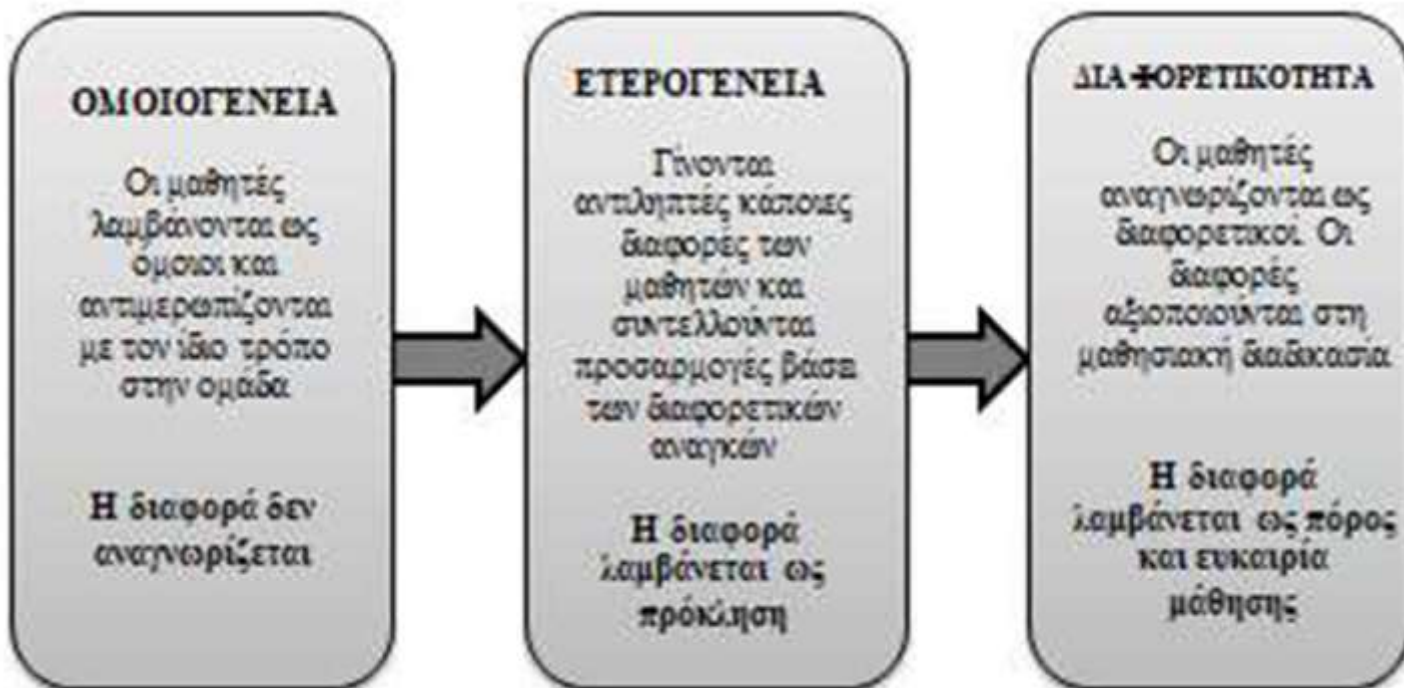 ΟΜΟΙΟΓΕΝΕΙΑ
Οι μαθητές
λαμβάνονται ως
όμοιοι και
αντιμερωπίζονται
με τον ίδιο τρόπο
στην ομάδα
Η διαφορά δεν
αναγνωρίζεται
ΕΤΕΡΟΓΕΝΕΙΑ
Γίνονται
αντιληπτές κάποιες
διαφορές των
μαθητών και
συντελλούνται
προσαρμογές βάσει
των διαφορετικών
αναγκών
Η διαφορά
λαμβάνεται ως
πρόκληση
ΔΙΑΦΟΡΕΤΙΚΟΤΗΤΑ
Οι μαθητές
αναγνωρίζονται ως
διαφορετικοί. Οι
διαφορές
αξιοποιούνται στη
μαθησιακή διαδικασία
Η διαφορά
λαμβάνεται ως πόρος
και ευκαιρία
μάθησης